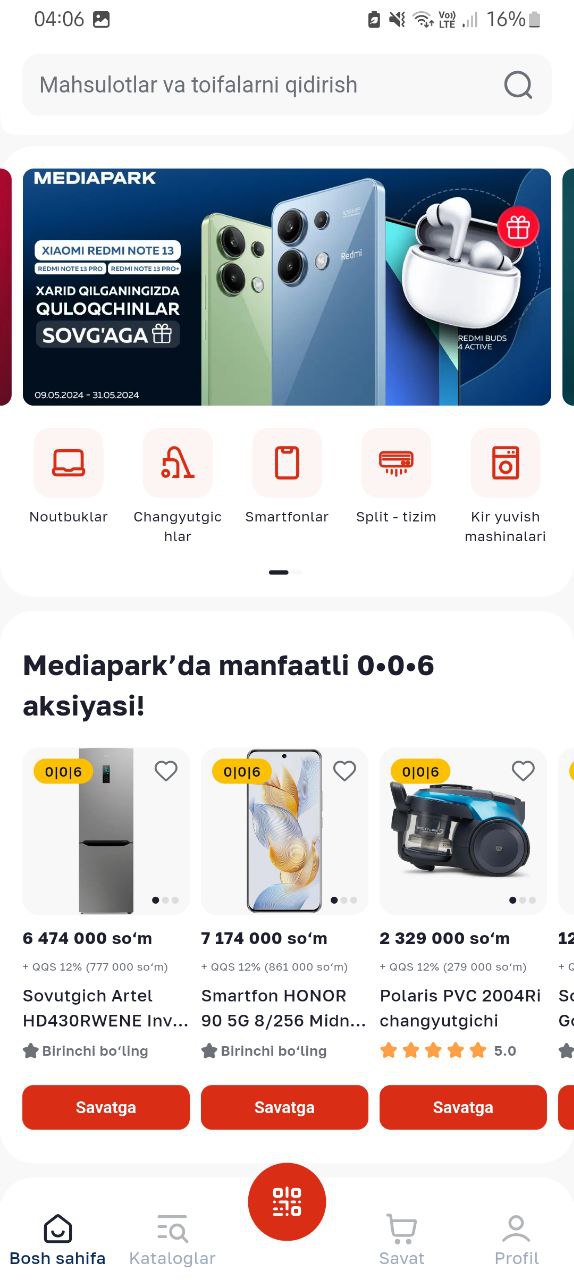 04:06
Vo))
LTE
16%
Mahsulotlar va toifalarni qidirish
MEDIAPARK
XIAOMI REDMI NOTE 13
REDMI NOTE 13 PRO REDMI NOTE 13 PRO+
XARID QILGANINGIZDA
QULOQCHINLAR
SOVG'AGA
Redmi
REDMI BUDS
4 ACTIVE
09.05.2024 - 31.05.2024
Noutbuklar
Changyutgic
hlar
Smartfonlar
Split - tizim
Kir yuvish
mashinalari
Mediapark’da manfaatli 0•0•6
aksiyasi!
0|0|6
0|0|6
0|0|6
6 474 000 so‘m
+ QQS 12% (777 000 so‘m)
Sovutgich Artel
HD430RWENE Inv...
Birinchi bo‘ling
Savatga
7 174 000 so‘m
+ QQS 12% (861 000 so‘m)
Smartfon HONOR
90 5G 8/256 Midn...
Birinchi bo‘ling
Savatga
2 329 000 so‘m
+ QQS 12% (279 000 so‘m)
Polaris PVC 2004Ri
changyutgichi
5.0
Savatga
12
Bosh sahifa
Kataloglar
Savat
Profil